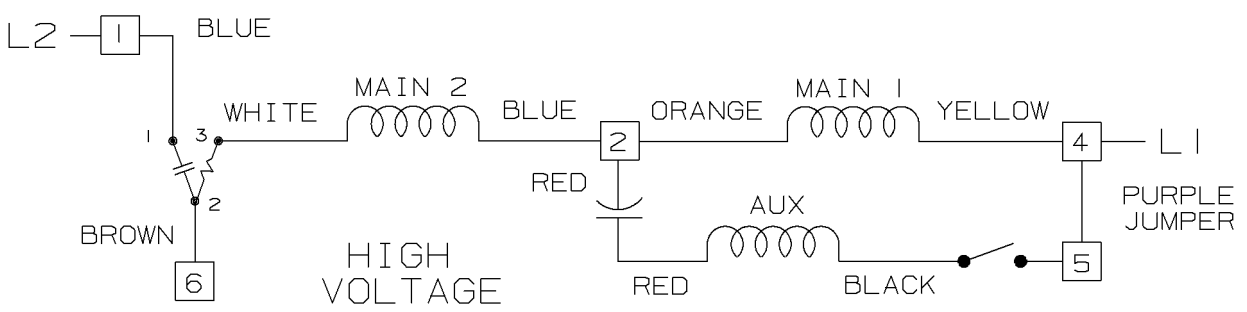 L2
1
BLUE
MAIN 2
MAIN 1
WHITE
BLUE
ORANGE
YELLOW
1
3
2
4
L1
RED
2
AUX
PURPLE
JUMPER
BROWN
HIGH
VOLTAGE
6
RED
BLACK
5